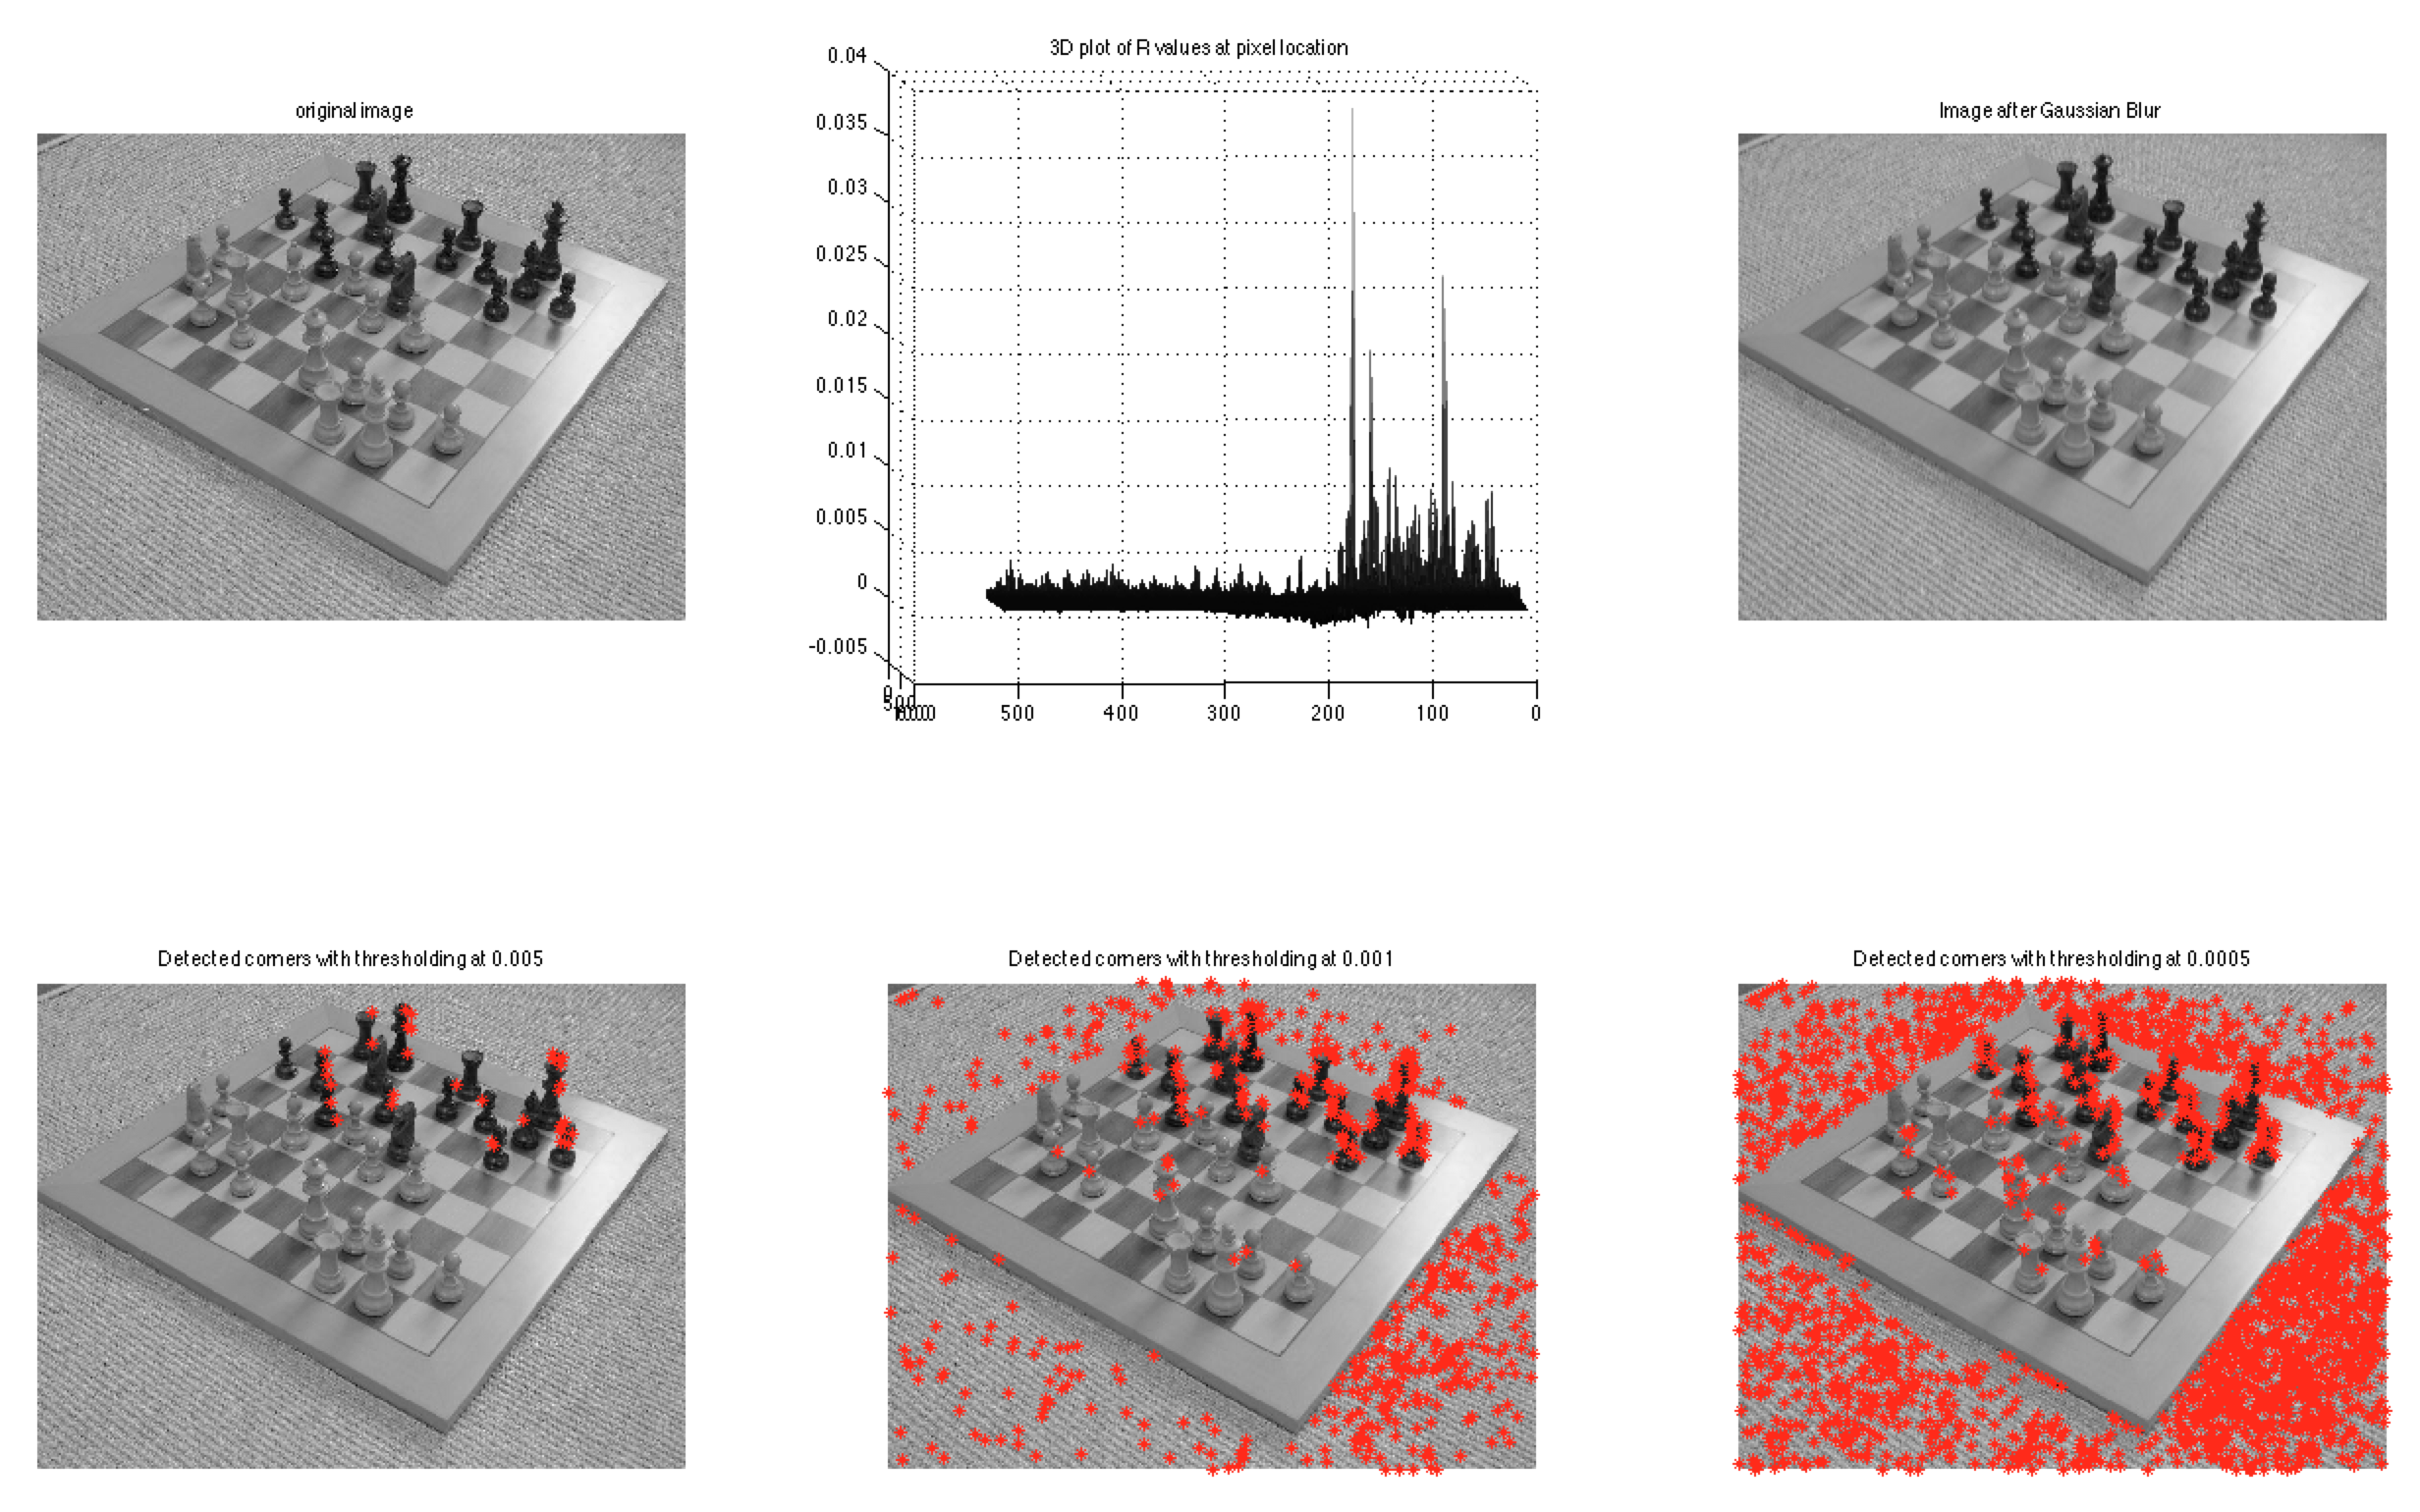 3D plot of R values at pixel location
0.04
0.035
0.03
0.025
0.02
0.015
0.01
0.005
0
-0.005
500 400 300 200 100 0
original image
Image after Gaussian Blur
Detected corners with thresholding at 0.005
Detected corners with thresholding at 0.001
Detected corners with thresholding at 0.0005